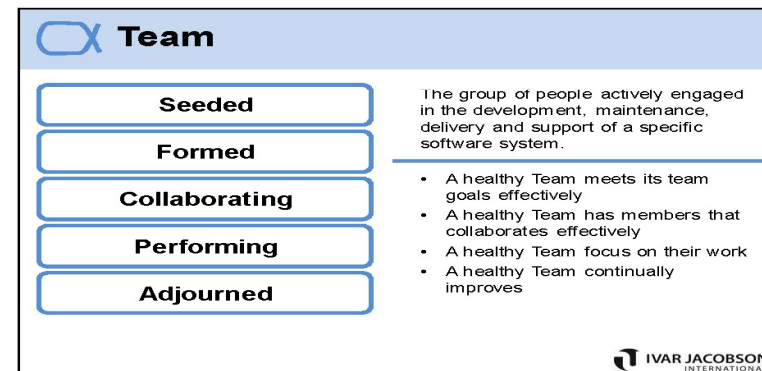 Team
Seeded
Formed
Collaborating
Performing
Adjourned
The group of people actively engaged
in the development, maintenance,
delivery and support of a specific
software system.
• A healthy Team meets its team
goals effectively
• A healthy Team has members that
collaborates effectively
• A healthy Team focus on their work
• A healthy Team continually
improves
IVAR JACOBSON
INTERNATIONA